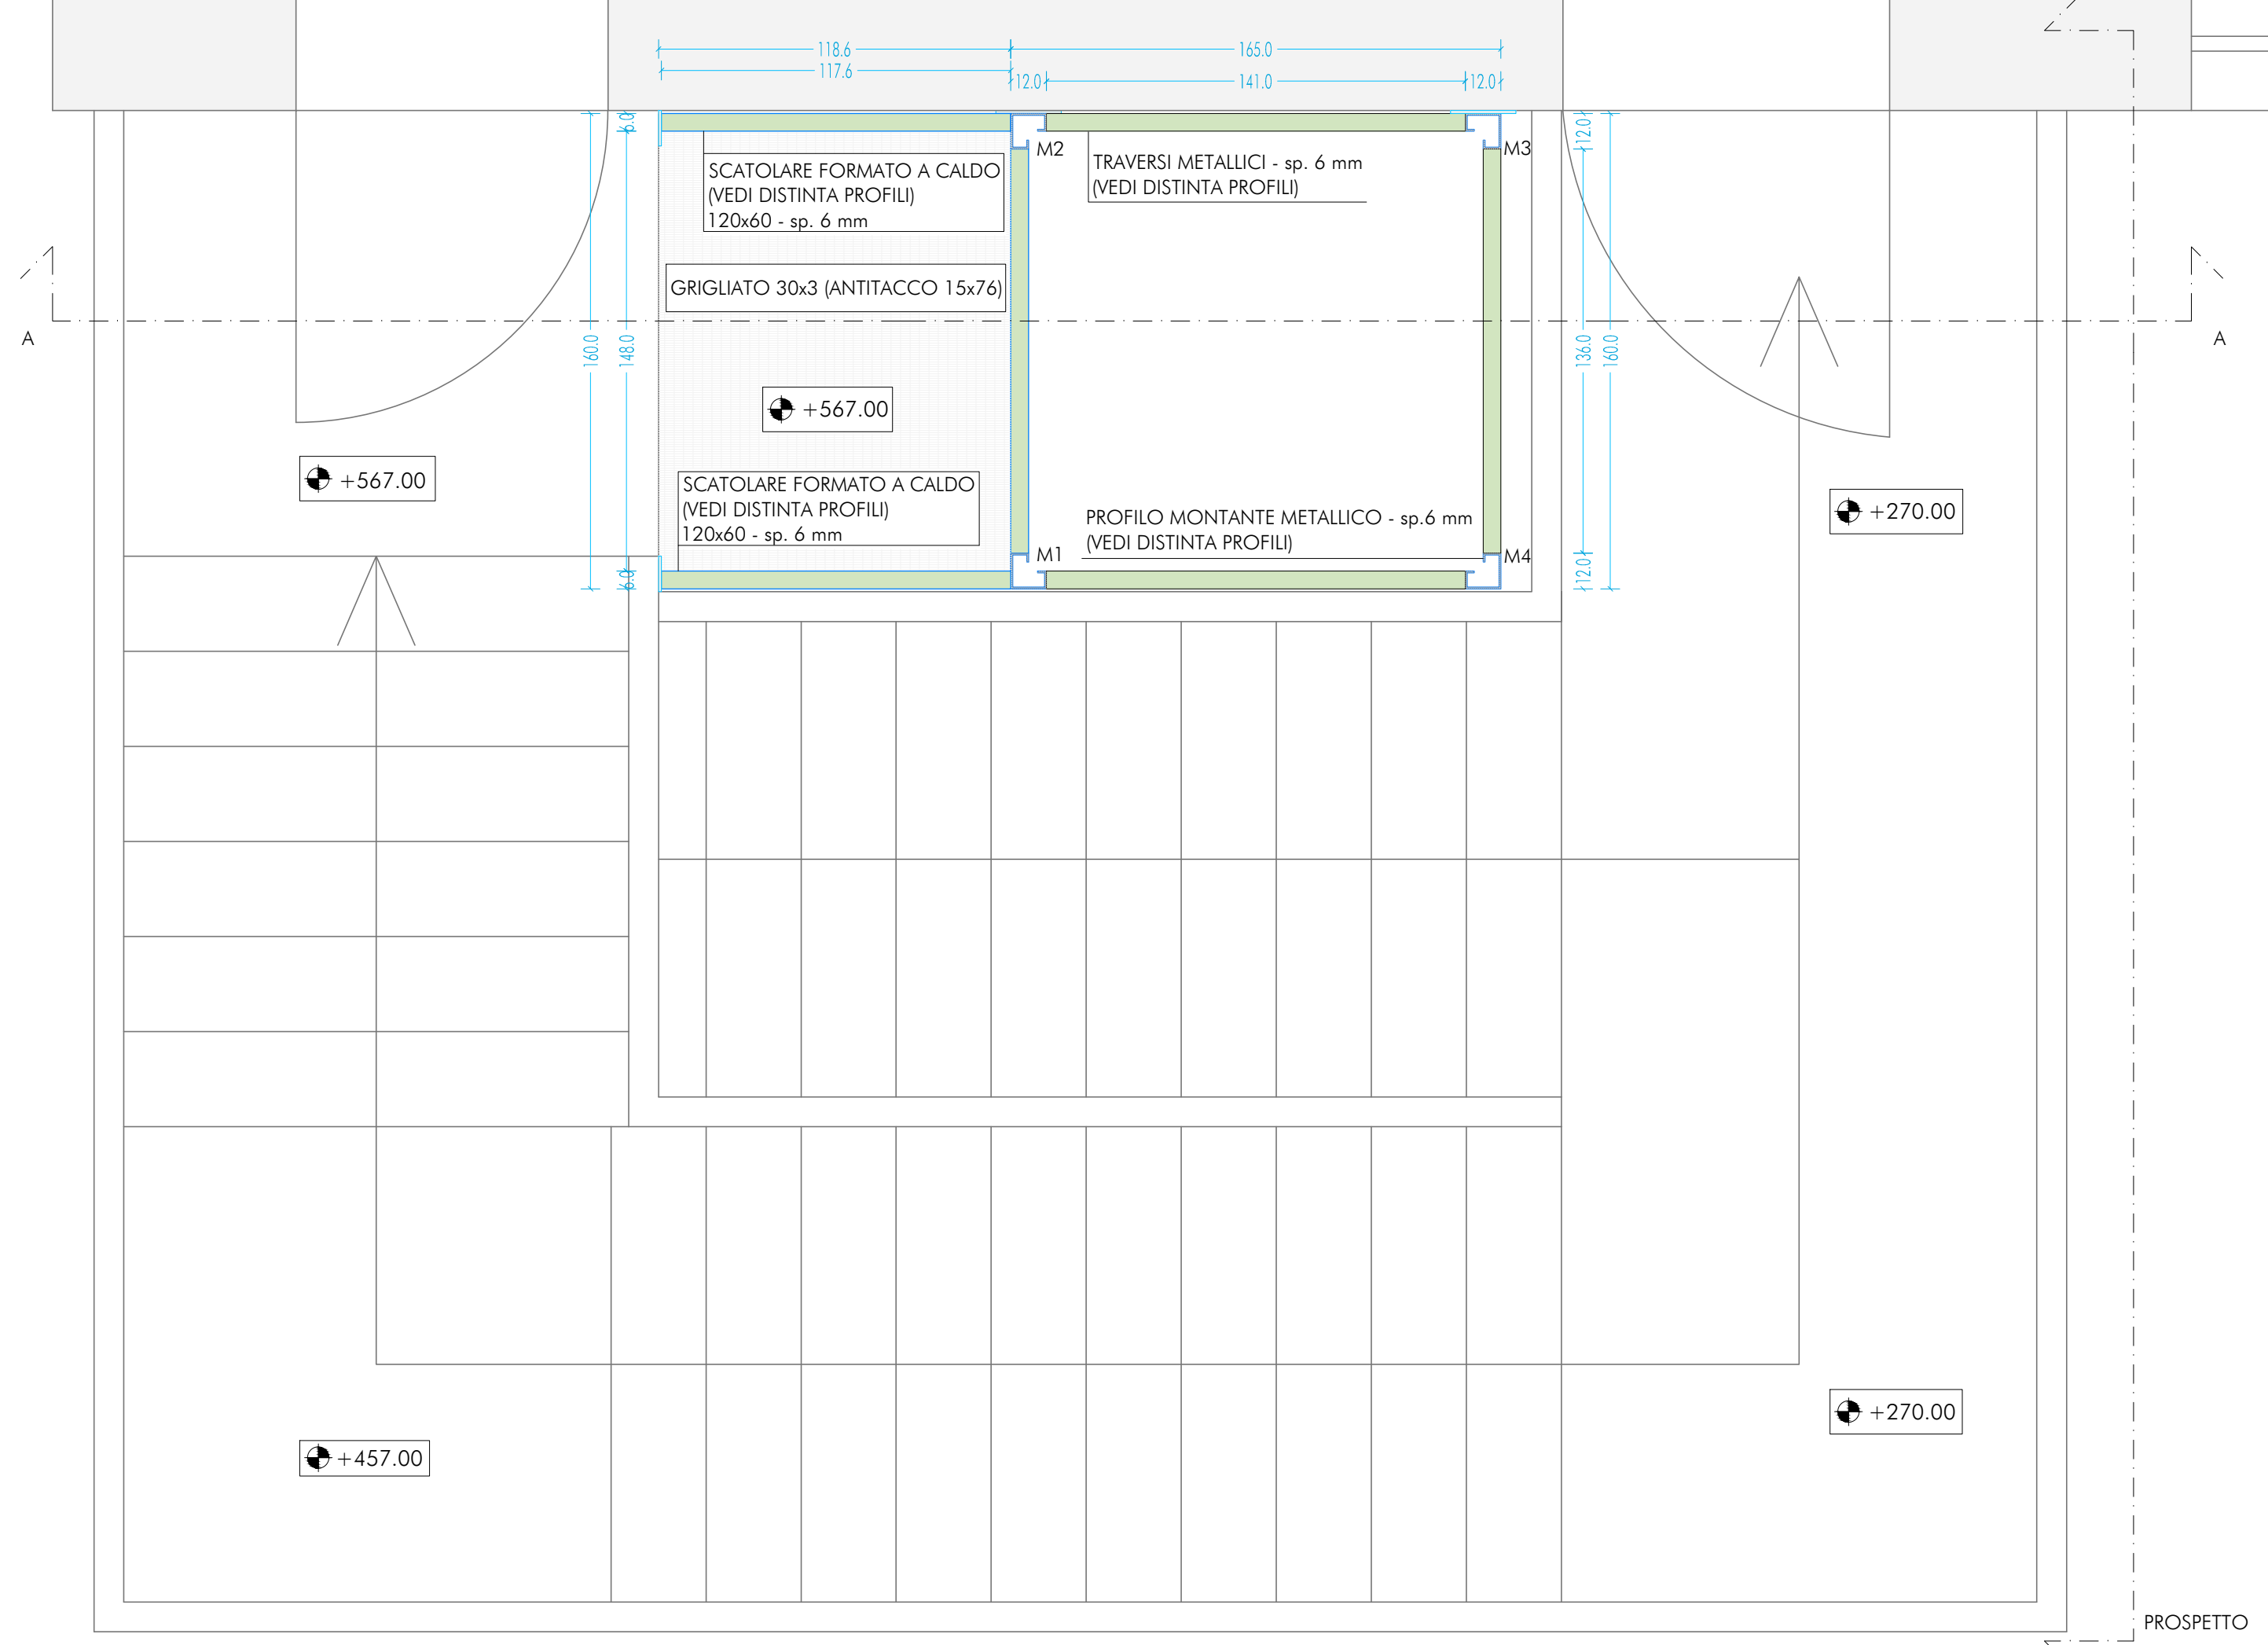 118.6
165.0
117.6
12.0
141.0
12.0
6.0
12.0
M2
M3
SCATOLARE FORMATO A CALDO
(VEDI DISTINTA PROFILI)
120x60 - sp. 6 mm
TRAVERSI METALLICI - sp. 6 mm
(VEDI DISTINTA PROFILI)
GRIGLIATO 30x3 (ANTITACCO 15x76)
A
A
160.0
148.0
136.0
160.0
+567.00
+567.00
SCATOLARE FORMATO A CALDO
(VEDI DISTINTA PROFILI)
120x60 - sp. 6 mm
PROFILO MONTANTE METALLICO - sp.6 mm
(VEDI DISTINTA PROFILI)
+270.00
M1
M4
6.0
12.0
+270.00
+457.00
PROSPETTO